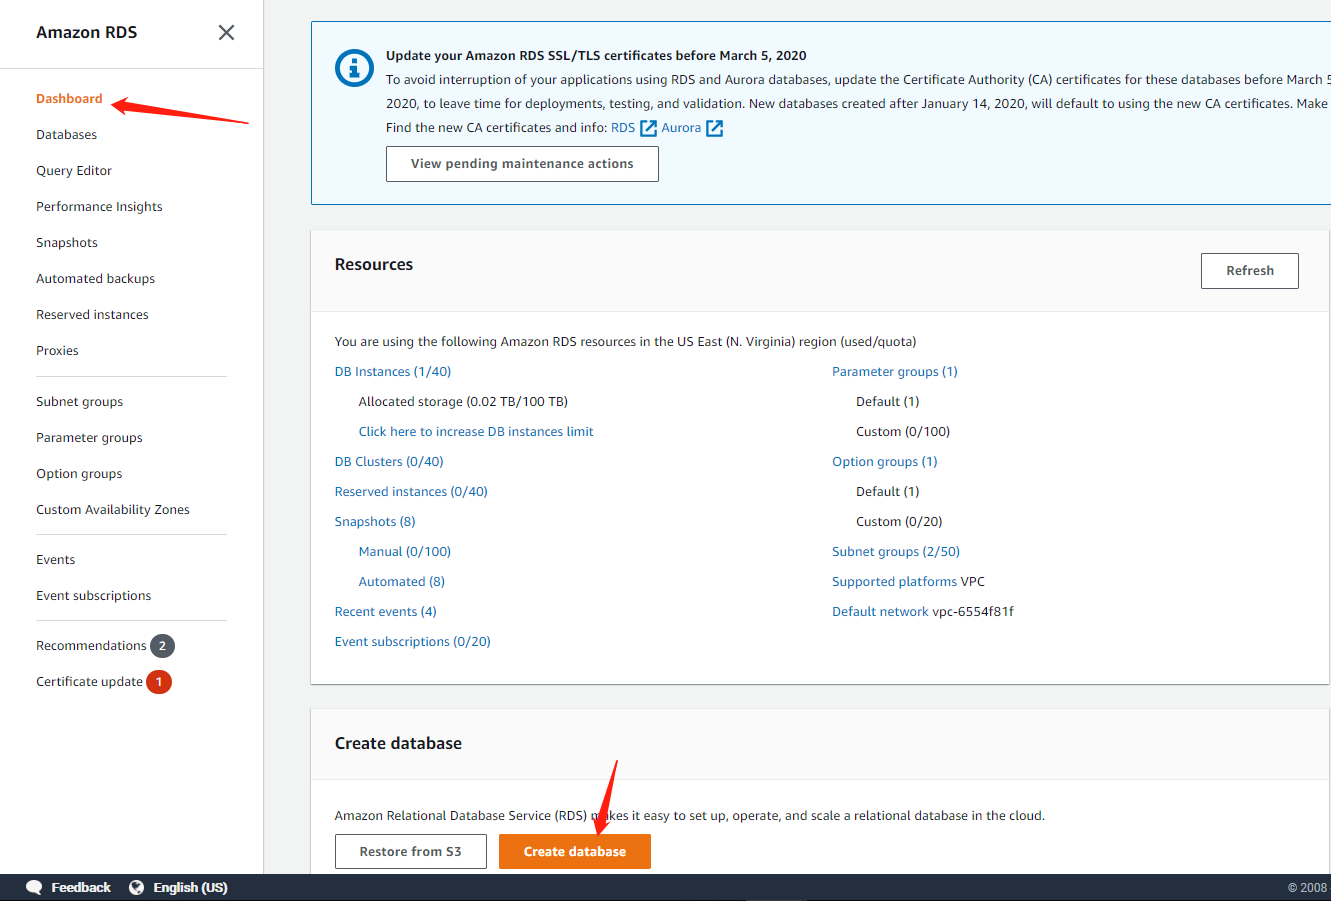 Amazon RDS
Dashboard
Databases
Query Editor
Performance Insights
Snapshots
Automated backups
Reserved instances
Proxies
Subnet groups
Parameter groups
Option groups
Custom Availability Zones
Events
Event subscriptions
Recommendations 2
Certificate update 1
Update your Amazon RDS SSL/TLS certificates before March 5, 2020
To avoid interruption of your applications using RDS and Aurora databases, update the Certificate Authority (CA) certificates for these databases before March 5
2020, to leave time for deployments, testing, and validation. New databases created after January 14, 2020, will default to using the new CA certificates. Make
Find the new CA certificates and info: RDS Aurora
View pending maintenance actions
Resources
Refresh
You are using the following Amazon RDS resources in the US East (N. Virginia) region (used/quota)
DB Instances (1/40)
Allocated storage (0.02 TB/100 TB)
Click here to increase DB instances limit
DB Clusters (0/40)
Reserved instances (0/40)
Snapshots (8)
Manual (0/100)
Automated (8)
Recent events (4)
Event subscriptions (0/20)
Parameter groups (1)
Default (1)
Custom (0/100)
Option groups (1)
Default (1)
Custom (0/20)
Subnet groups (2/50)
Supported platforms VPC
Default network vpc-6554f81f
Create database
Amazon Relational Database Service (RDS) makes it easy to set up, operate, and scale a relational database in the cloud.
Restore from S3
Create database
Feedback
English (US)
© 2008